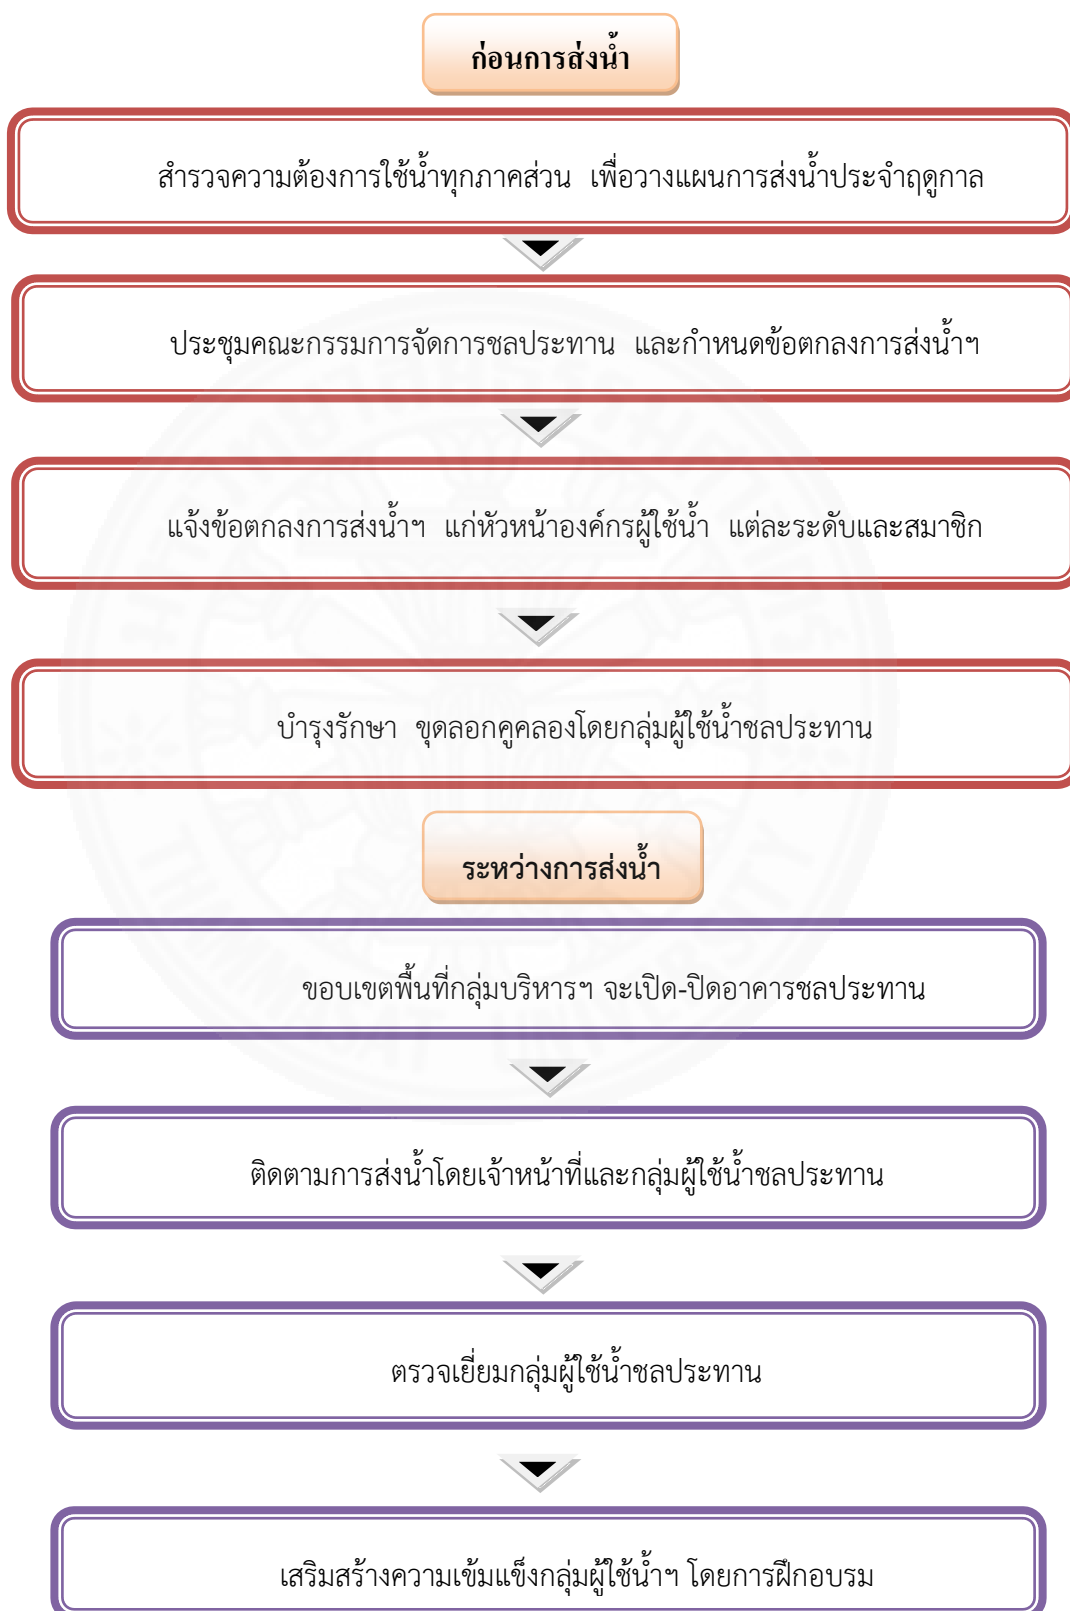 ก่อนการส่งน้ำ
สำรวจความต้องการใช้น้ำทุกภาคส่วน เพื่อวางแผนการส่งน้ำประจำฤดูกาล
ประชุมคณะกรรมการจัดการชลประทาน และกำหนดข้อตกลงการส่งน้ำฯ
แจ้งข้อตกลงการส่งน้ำฯ แก่หัวหน้าองค์กรผู้ใช้น้ำ แต่ละระดับและสมาชิก
บำรุงรักษา ขุดลอกคูคลองโดยกลุ่มผู้ใช้น้ำชลประทาน
ระหว่างการส่งน้ำ
ขอบเขตพื้นที่กลุ่มบริหารฯ จะเปิด-ปิดอาคารชลประทาน
ติดตามการส่งน้ำโดยเจ้าหน้าที่และกลุ่มผู้ใช้น้ำชลประทาน
ตรวจเยี่ยมกลุ่มผู้ใช้น้ำชลประทาน
เสริมสร้างความเข้มแข็งกลุ่มผู้ใช้น้ำฯ โดยการฝึกอบรม